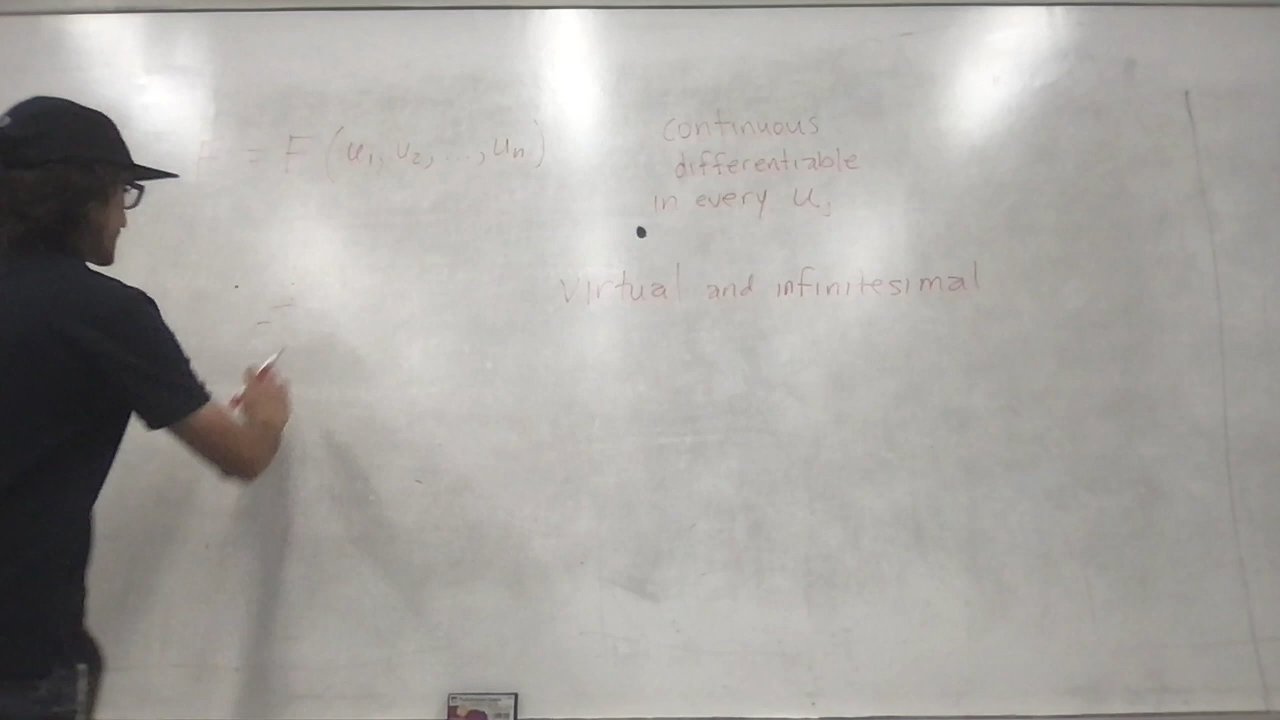 F = F (u₁, u₂, ..., uₙ)
continuous
differentiable
in every uⱼ
virtual and infinitesimal